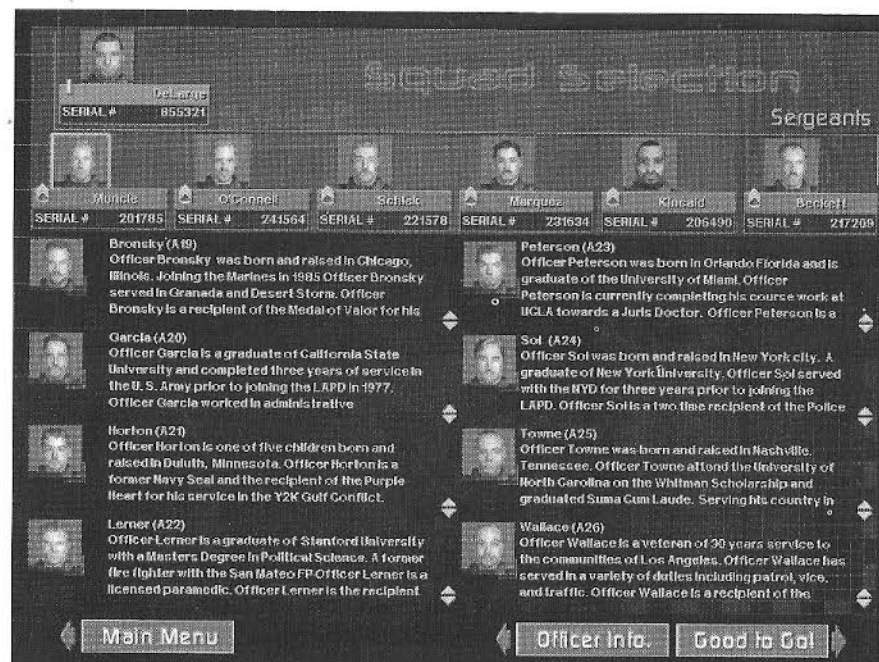 Squad Selection
DeLarue
SERIAL # 855321
Sergeants
Muncie
O'Connell
Schick
Marquez
Kincaid
Beckett
SERIAL # 201785
SERIAL # 241564
SERIAL # 221578
SERIAL # 231634
SERIAL # 206490
SERIAL # 217209
Bronsky (A19)
Officer Bronsky was born and raised in Chicago,
Illinois. Joining the Marines in 1985 Officer Bronsky
served in Granada and Desert Storm. Officer
Bronsky is a recipient of the Medal of Valor for his
Garcia (A20)
Officer Garcia is a graduate of California State
University and completed three years of service in
the U. S. Army prior to joining the LAPD in 1977.
Officer Garcia worked in administrative
Horton (A21)
Officer Horton is one of five children born and
raised in Duluth, Minnesota. Officer Horton is a
former Navy Seal and the recipient of the Purple
Heart for his service in the Y2K Gulf Conflict.
Lerner (A22)
Officer Lerner is a graduate of Stanford University
with a Masters Degree in Political Science. A former
fire fighter with the San Mateo FP Officer Lerner is a
licensed paramedic. Officer Lerner is the recipient
Peterson (A23)
Officer Peterson was born in Orlando Florida and is
graduate of the University of Miami. Officer
Peterson is currently completing his course work at
UCLA towards a Juris Doctor. Officer Peterson is a
Sol (A24)
Officer Sol was born and raised in New York city. A
graduate of New York University, Officer Sol served
with the NYD for three years prior to joining the
LAPD. Officer Sol is a two time recipient of the Police
Towne (A25)
Officer Towne was born and raised in Nashville,
Tennessee. Officer Towne attend the University of
North Carolina on the Whitman Scholarship and
graduated Suma Cum Laude. Serving his country in
Wallace (A26)
Officer Wallace is a veteran of 30 years service to
the communities of Los Angeles. Officer Wallace has
served in a variety of duties including patrol, vice,
and traffic. Officer Wallace is a recipient of the
Main Menu
Officer Info.
Good to Go!